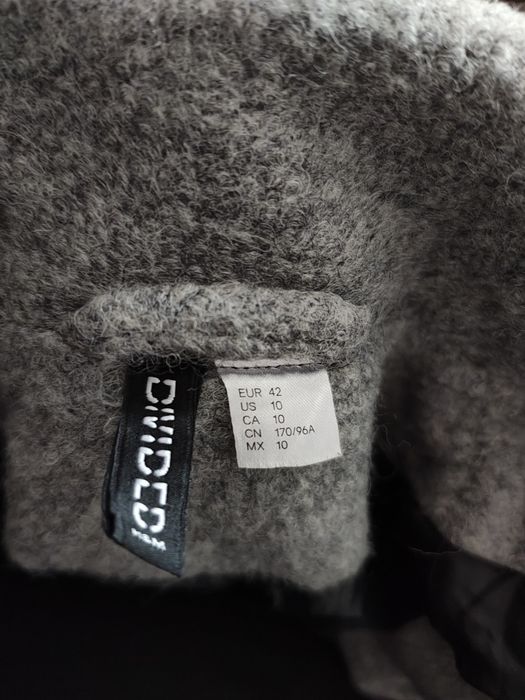 DIVIDED
H&M
EUR 42
US 10
CA 10
CN 170/96A
MX 10